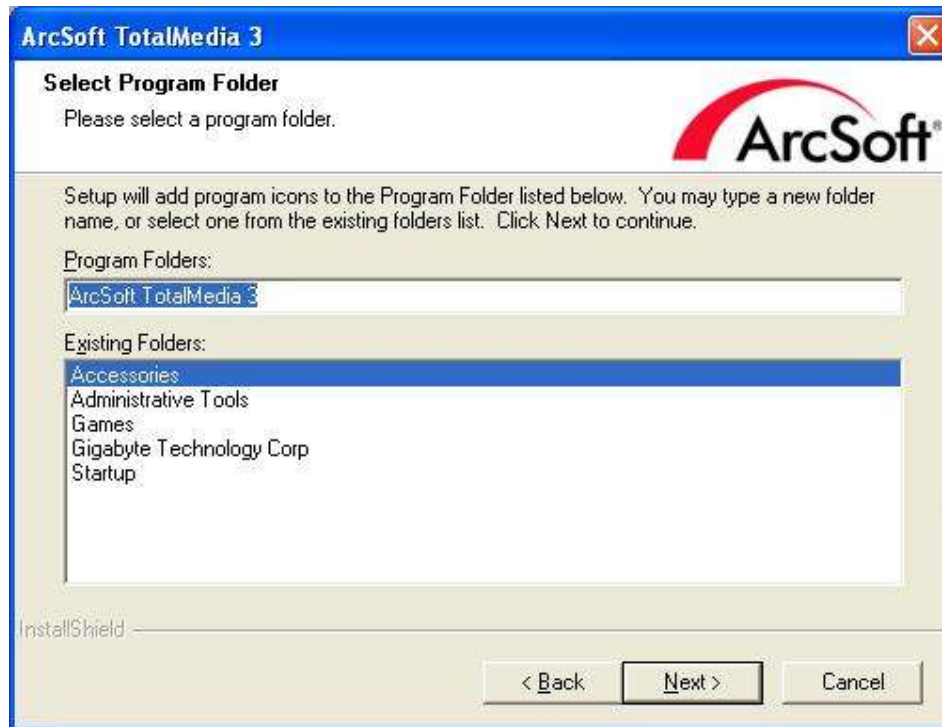 ArcSoft TotalMedia 3
Select Program Folder
Please select a program folder.
ArcSoft®
Setup will add program icons to the Program Folder listed below.  You may type a new folder
name, or select one from the existing folders list.  Click Next to continue.
Program Folders:
ArcSoft TotalMedia 3
Existing Folders:
Accessories
Administrative Tools
Games
Gigabyte Technology Corp
Startup
InstallShield
< Back
Next >
Cancel